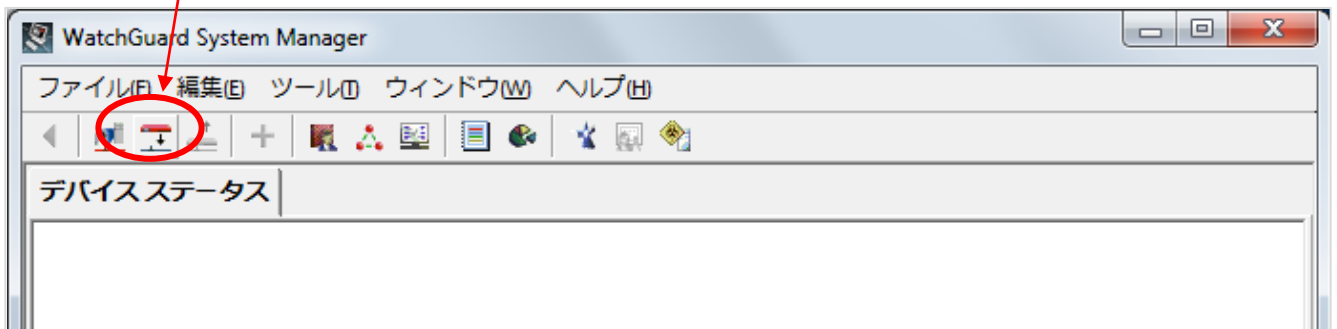 WatchGuard System Manager
ファイル(F) 編集(E) ツール(T) ウィンドウ(W) ヘルプ(H)
デバイス ステータス